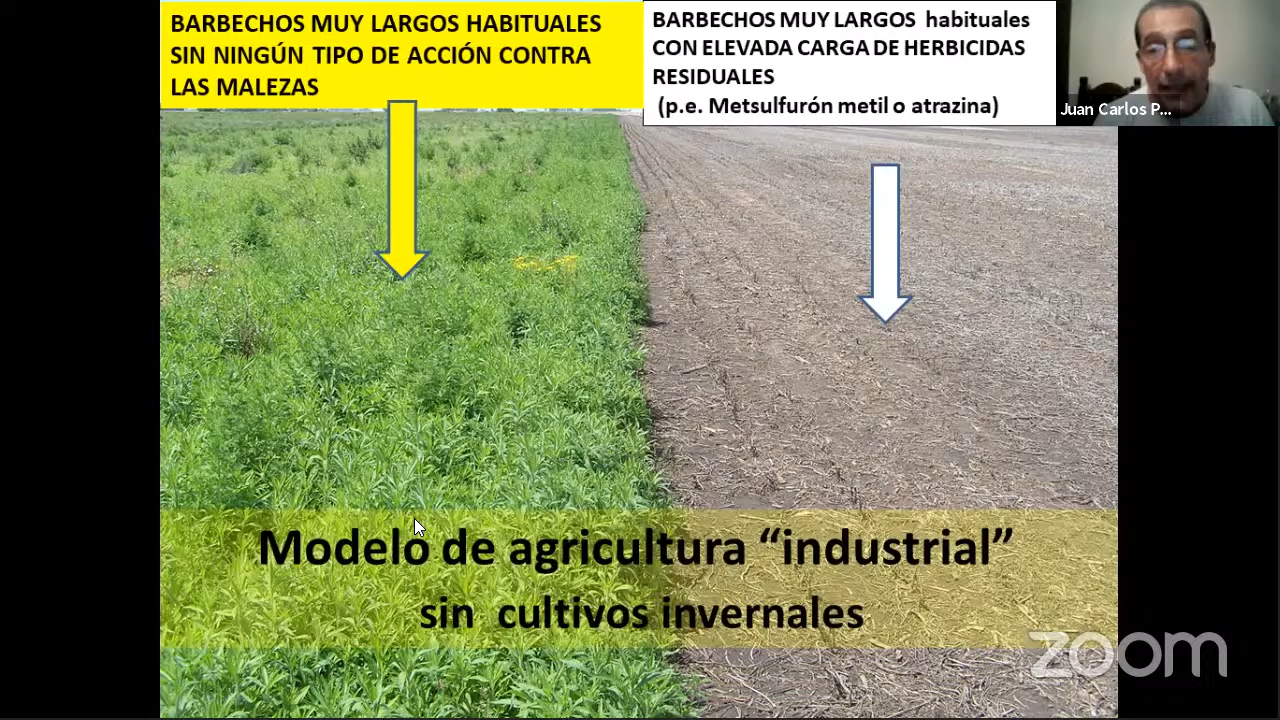 BARBECHOS MUY LARGOS HABITUALES
SIN NINGÚN TIPO DE ACCIÓN CONTRA
LAS MALEZAS
BARBECHOS MUY LARGOS habituales
CON ELEVADA CARGA DE HERBICIDAS
RESIDUALES
(p.e. Metsulfurón metil o atrazina)
Juan Carlos P...
Modelo de agricultura “industrial”
sin cultivos invernales
zoom